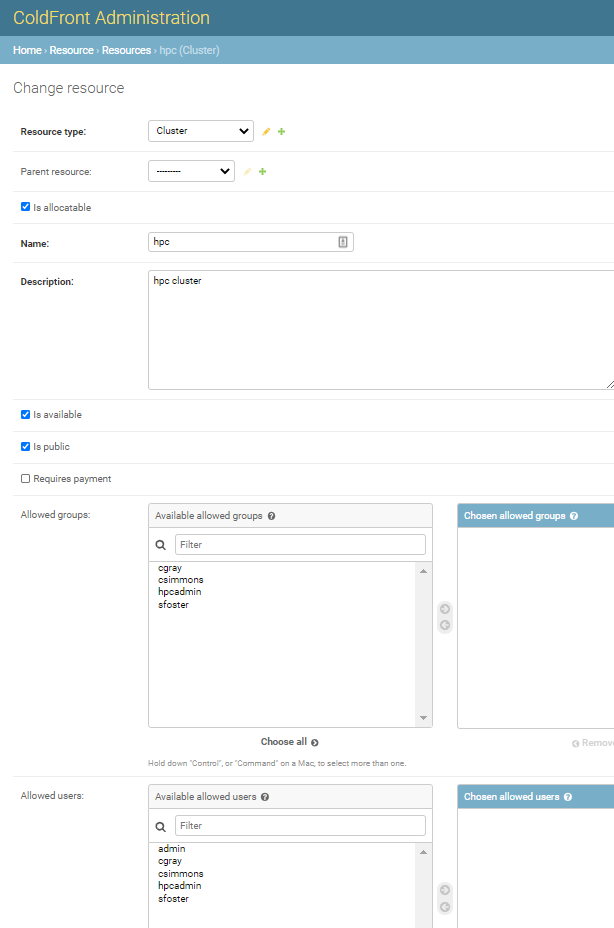 ColdFront Administration
Home › Resource › Resources › hpc (Cluster)
Change resource
Resource type: Cluster
Parent resource: ---------
Is allocatable
Name: hpc
Description: hpc cluster
Is available
Is public
Requires payment
Allowed groups: Available allowed groups Chosen allowed groups
Filter
cgray
csimmons
hpcadmin
sfoster
Choose all Remov
Hold down "Control", or "Command" on a Mac, to select more than one.
Allowed users: Available allowed users Chosen allowed users
Filter
admin
cgray
csimmons
hpcadmin
sfoster